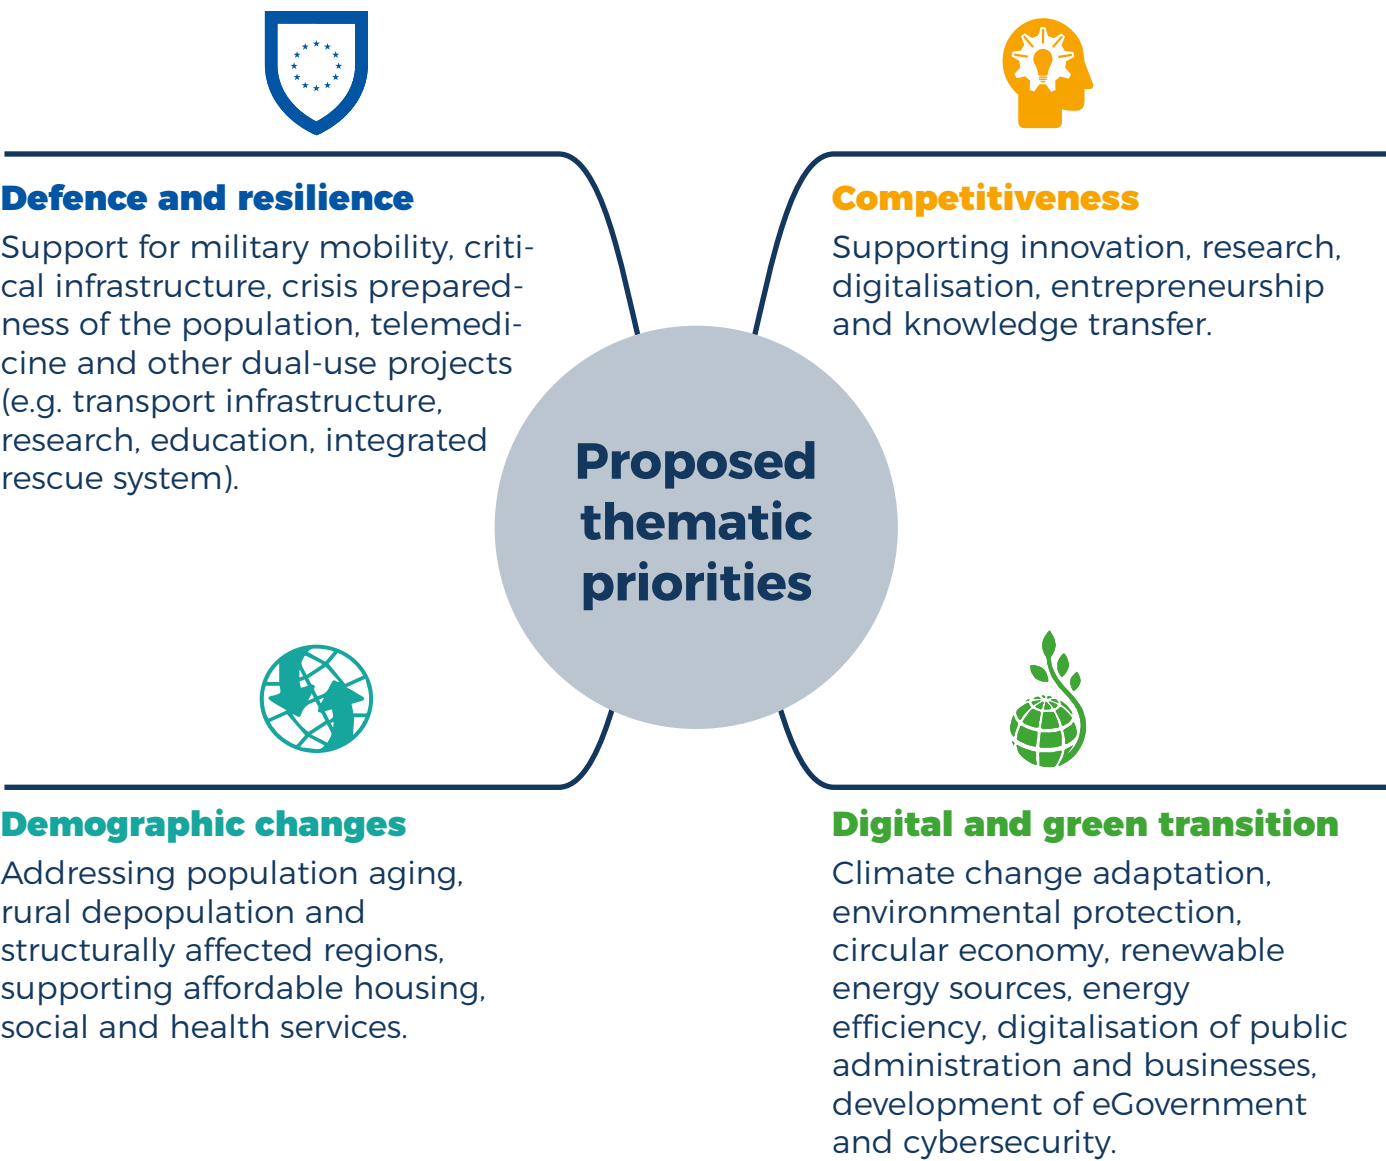 Defence and resilience
Support for military mobility, criti-
cal infrastructure, crisis prepared-
ness of the population, telemedi-
cine and other dual-use projects
(e.g. transport infrastructure,
research, education, integrated
rescue system).
Competitiveness
Supporting innovation, research,
digitalisation, entrepreneurship
and knowledge transfer.
Proposed
thematic
priorities
Demographic changes
Addressing population aging,
rural depopulation and
structurally affected regions,
supporting affordable housing,
social and health services.
Digital and green transition
Climate change adaptation,
environmental protection,
circular economy, renewable
energy sources, energy
efficiency, digitalisation of public
administration and businesses,
development of eGovernment
and cybersecurity.